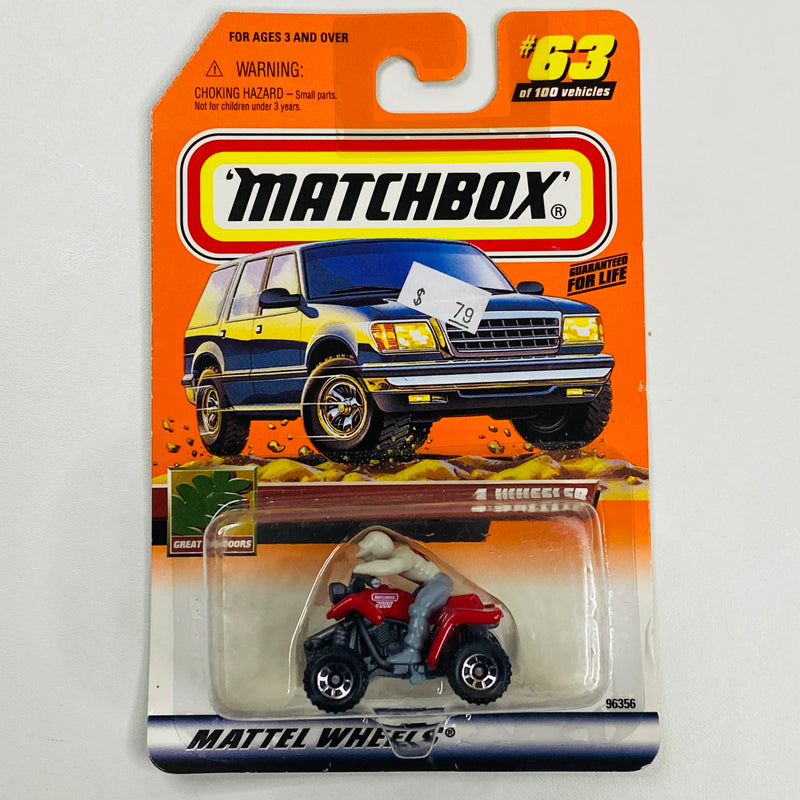 FOR AGES 3 AND OVER
⚠ WARNING:
CHOKING HAZARD – Small parts.
Not for children under 3 years.
#63
of 100 vehicles
'MATCHBOX'®
GUARANTEED
FOR LIFE
$ 79
4 WHEELER
GREAT OUTDOORS
MATCHBOX
2000
96356
MATTEL WHEELS®